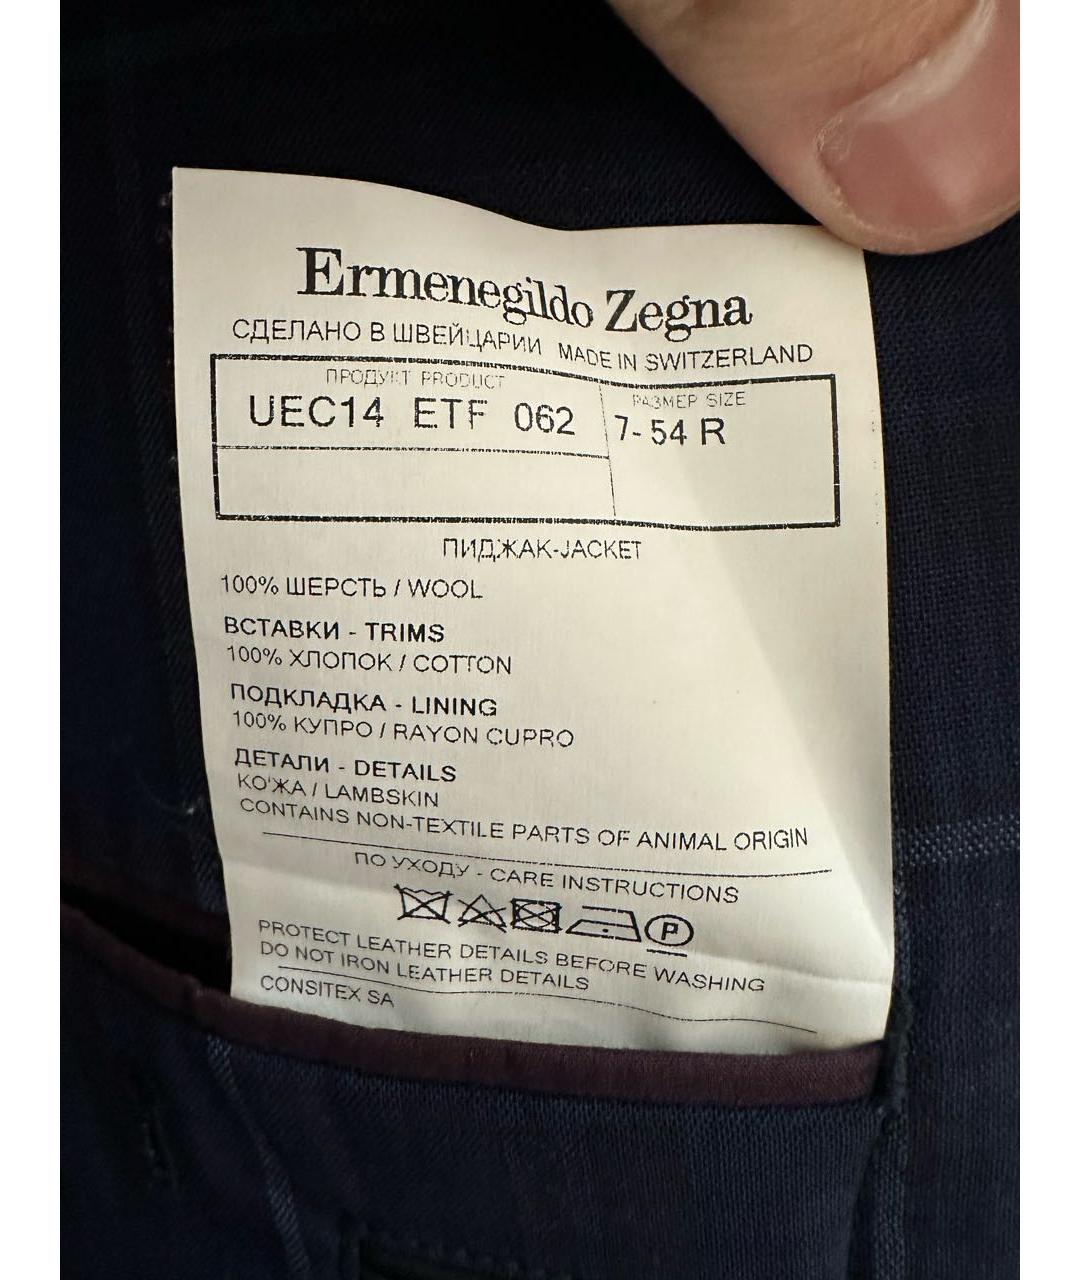 Ermenegildo Zegna
СДЕЛАНО В ШВЕЙЦАРИИ MADE IN SWITZERLAND
ПРОДУКТ PRODUCT РАЗМЕР SIZE
UEC14 ETF 062 7-54 R
ПИДЖАК-JACKET
100% ШЕРСТЬ / WOOL
ВСТАВКИ - TRIMS
100% ХЛОПОК / COTTON
ПОДКЛАДКА - LINING
100% КУПРО / RAYON CUPRO
ДЕТАЛИ - DETAILS
КО'ЖА / LAMBSKIN
CONTAINS NON-TEXTILE PARTS OF ANIMAL ORIGIN
ПО УХОДУ - CARE INSTRUCTIONS
P
PROTECT LEATHER DETAILS BEFORE WASHING
DO NOT IRON LEATHER DETAILS
CONSITEX SA